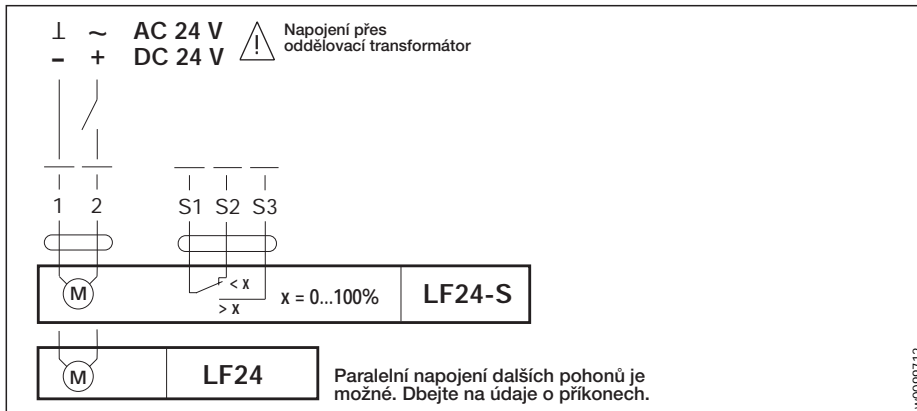 ⊥ ~ AC 24 V
– + DC 24 V
Napojení přes
oddělovací transformátor
1 2 S1 S2 S3
M
< x
> x
x = 0...100%
LF24-S
M
LF24
Paralelní napojení dalších pohonů je
možné. Dbejte na údaje o příkonech.